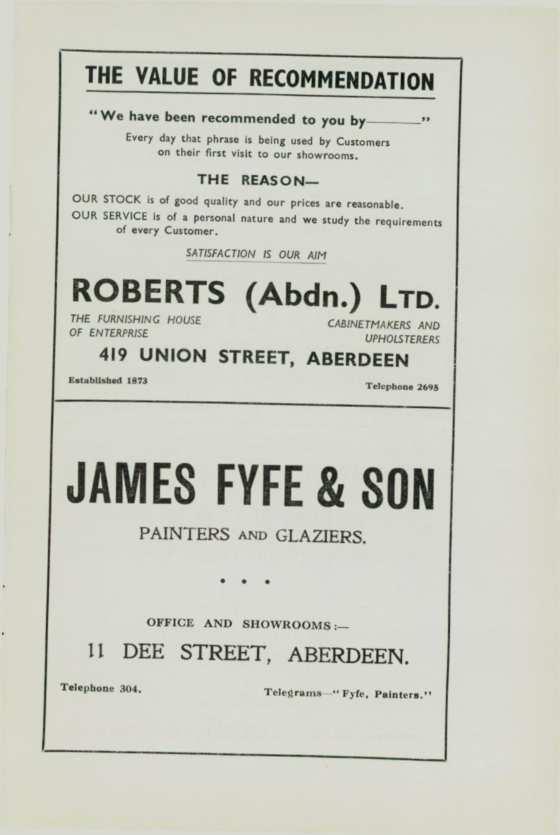 THE VALUE OF RECOMMENDATION
"We have been recommended to you by———"
Every day that phrase is being used by Customers
on their first visit to our showrooms.
THE REASON—
OUR STOCK is of good quality and our prices are reasonable.
OUR SERVICE is of a personal nature and we study the requirements
of every Customer.
SATISFACTION IS OUR AIM
ROBERTS (Abdn.) LTD.
THE FURNISHING HOUSE
OF ENTERPRISE
CABINETMAKERS AND
UPHOLSTERERS
419 UNION STREET, ABERDEEN
Established 1873
Telephone 2695
JAMES FYFE & SON
PAINTERS AND GLAZIERS.
• • •
OFFICE AND SHOWROOMS:—
11 DEE STREET, ABERDEEN.
Telephone 304.
Telegrams—"Fyfe, Painters."